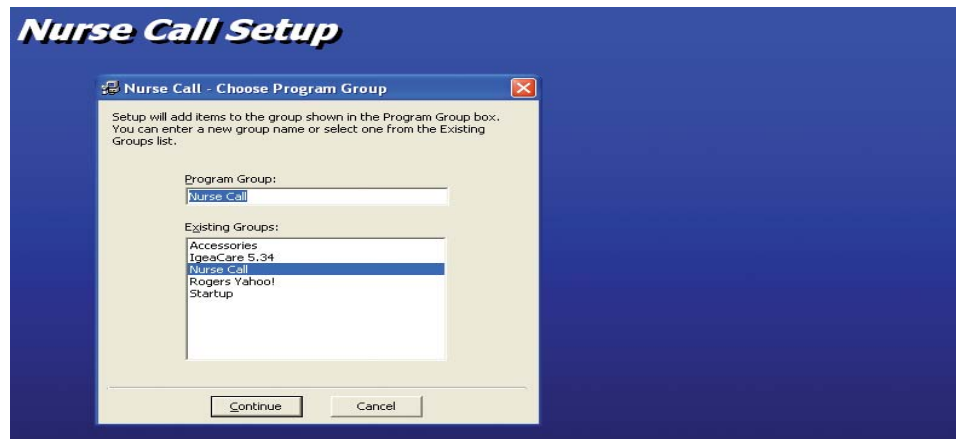 Nurse Call Setup
Nurse Call - Choose Program Group
Setup will add items to the group shown in the Program Group box.
You can enter a new group name or select one from the Existing
Groups list.
Program Group:
Nurse Call
Existing Groups:
Accessories
IgeaCare 5.34
Nurse Call
Rogers Yahoo!
Startup
Continue
Cancel